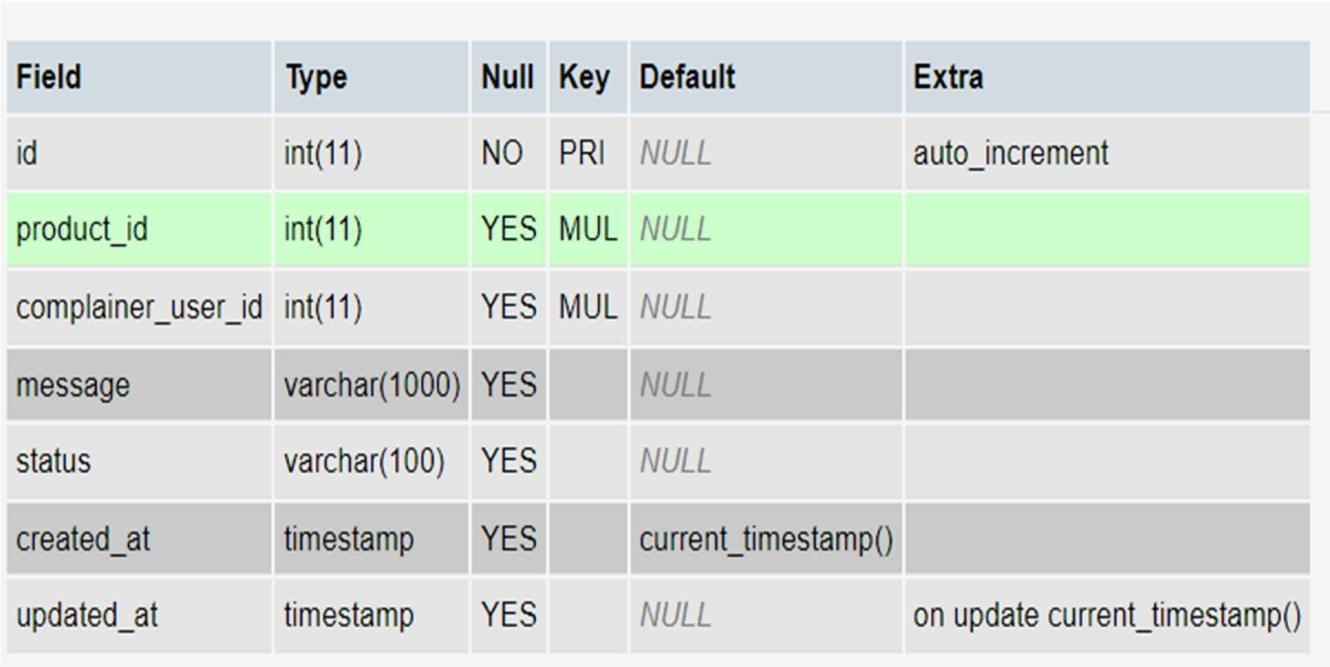 Field Type Null Key Default Extra
id int(11) NO PRI NULL auto_increment
product_id int(11) YES MUL NULL
complainer_user_id int(11) YES MUL NULL
message varchar(1000) YES NULL
status varchar(100) YES NULL
created_at timestamp YES current_timestamp()
updated_at timestamp YES NULL on update current_timestamp()